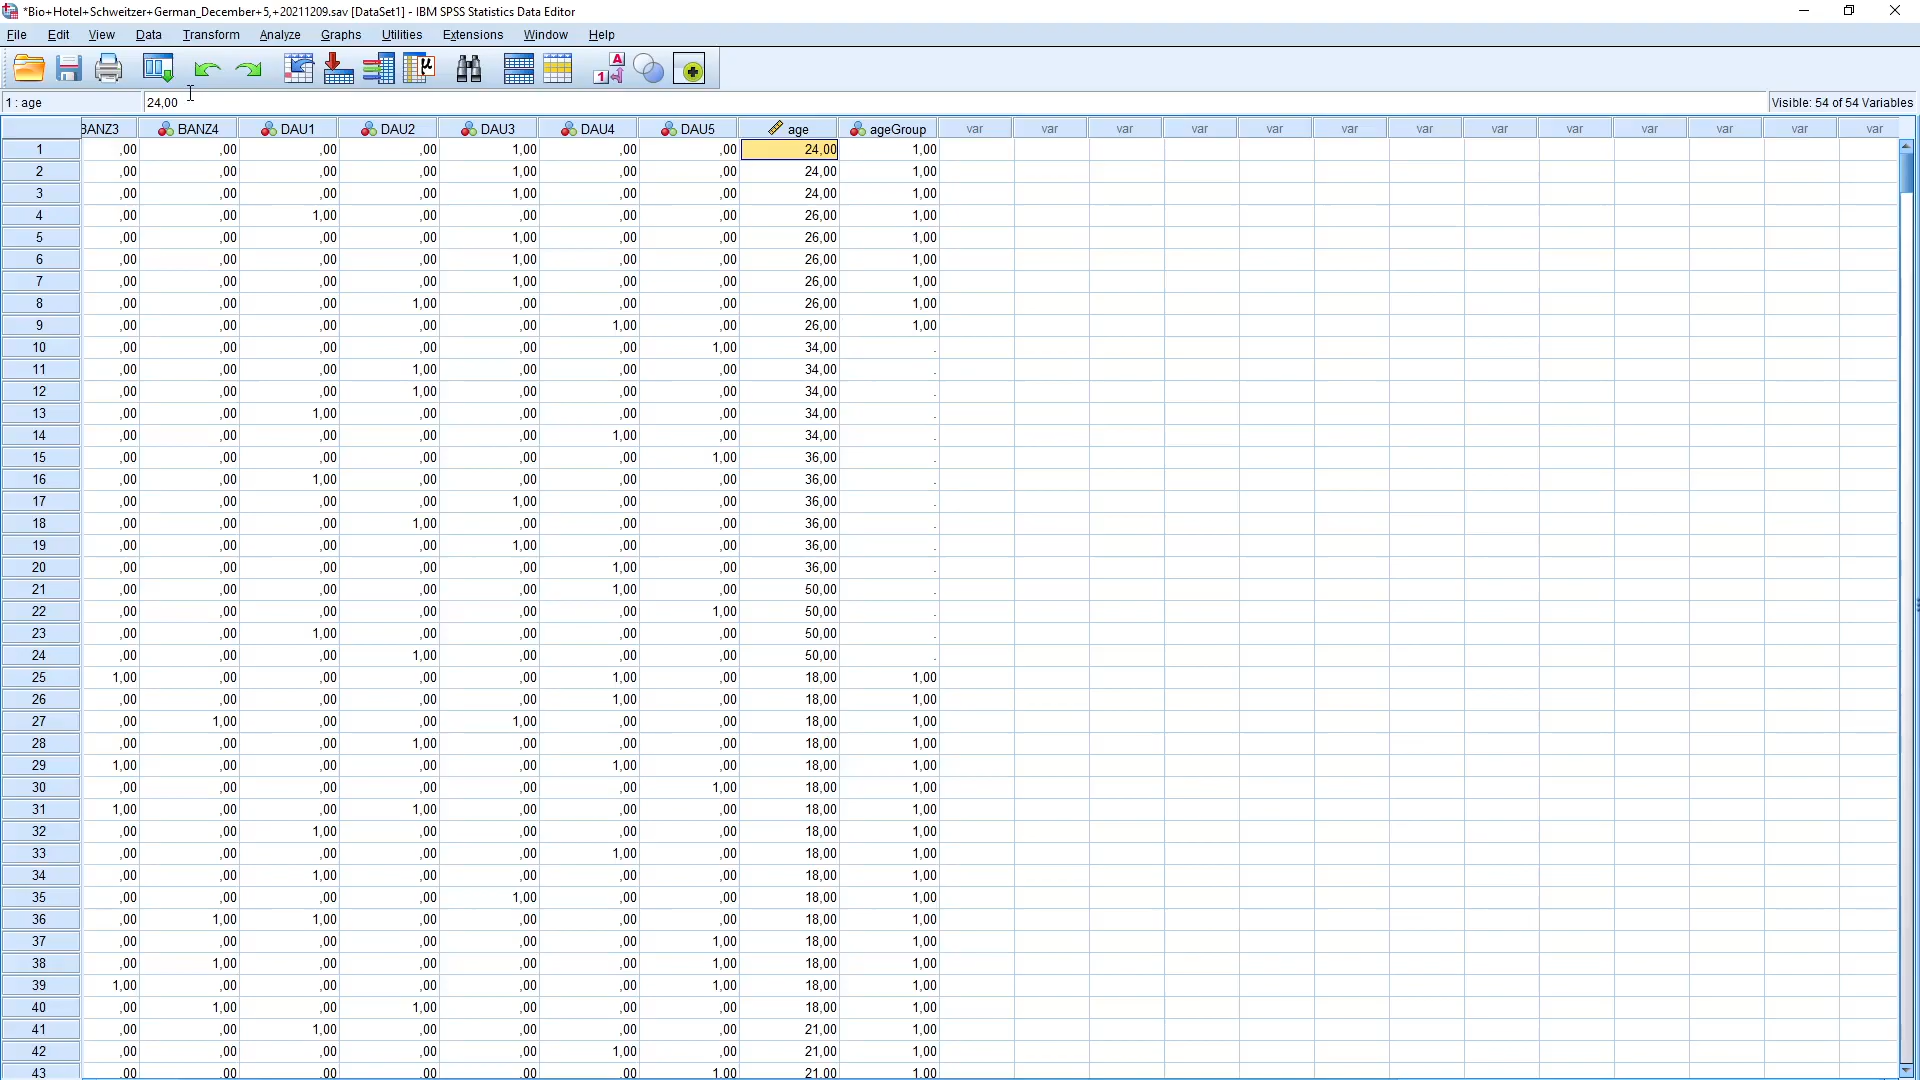 *Bio+Hotel+Schweitzer+German_December+5,+20211209.sav [DataSet1] - IBM SPSS Statistics Data Editor
File Edit View Data Transform Analyze Graphs Utilities Extensions Window Help
1 : age 24,00 Visible: 54 of 54 Variables
BANZ3 BANZ4 DAU1 DAU2 DAU3 DAU4 DAU5 age ageGroup var var var var var var var var var var var var var
1 ,00 ,00 ,00 ,00 1,00 ,00 ,00 24,00 1,00
2 ,00 ,00 ,00 ,00 1,00 ,00 ,00 24,00 1,00
3 ,00 ,00 ,00 ,00 1,00 ,00 ,00 24,00 1,00
4 ,00 ,00 1,00 ,00 ,00 ,00 ,00 26,00 1,00
5 ,00 ,00 ,00 ,00 1,00 ,00 ,00 26,00 1,00
6 ,00 ,00 ,00 ,00 1,00 ,00 ,00 26,00 1,00
7 ,00 ,00 ,00 ,00 1,00 ,00 ,00 26,00 1,00
8 ,00 ,00 ,00 1,00 ,00 ,00 ,00 26,00 1,00
9 ,00 ,00 ,00 ,00 ,00 1,00 ,00 26,00 1,00
10 ,00 ,00 ,00 ,00 ,00 ,00 1,00 34,00 .
11 ,00 ,00 ,00 1,00 ,00 ,00 ,00 34,00 .
12 ,00 ,00 ,00 1,00 ,00 ,00 ,00 34,00 .
13 ,00 ,00 1,00 ,00 ,00 ,00 ,00 34,00 .
14 ,00 ,00 ,00 ,00 ,00 1,00 ,00 34,00 .
15 ,00 ,00 ,00 ,00 ,00 ,00 1,00 36,00 .
16 ,00 ,00 1,00 ,00 ,00 ,00 ,00 36,00 .
17 ,00 ,00 ,00 ,00 1,00 ,00 ,00 36,00 .
18 ,00 ,00 ,00 1,00 ,00 ,00 ,00 36,00 .
19 ,00 ,00 ,00 ,00 1,00 ,00 ,00 36,00 .
20 ,00 ,00 ,00 ,00 ,00 1,00 ,00 36,00 .
21 ,00 ,00 ,00 ,00 ,00 1,00 ,00 50,00 .
22 ,00 ,00 ,00 ,00 ,00 ,00 1,00 50,00 .
23 ,00 ,00 1,00 ,00 ,00 ,00 ,00 50,00 .
24 ,00 ,00 ,00 1,00 ,00 ,00 ,00 50,00 .
25 1,00 ,00 ,00 ,00 ,00 1,00 ,00 18,00 1,00
26 ,00 ,00 ,00 ,00 ,00 1,00 ,00 18,00 1,00
27 ,00 1,00 ,00 ,00 1,00 ,00 ,00 18,00 1,00
28 ,00 ,00 ,00 1,00 ,00 ,00 ,00 18,00 1,00
29 1,00 ,00 ,00 ,00 ,00 1,00 ,00 18,00 1,00
30 ,00 ,00 ,00 ,00 ,00 ,00 1,00 18,00 1,00
31 1,00 ,00 ,00 1,00 ,00 ,00 ,00 18,00 1,00
32 ,00 ,00 1,00 ,00 ,00 ,00 ,00 18,00 1,00
33 ,00 ,00 ,00 ,00 ,00 1,00 ,00 18,00 1,00
34 ,00 ,00 1,00 ,00 ,00 ,00 ,00 18,00 1,00
35 ,00 ,00 ,00 ,00 1,00 ,00 ,00 18,00 1,00
36 ,00 1,00 1,00 ,00 ,00 ,00 ,00 18,00 1,00
37 ,00 ,00 ,00 ,00 ,00 ,00 1,00 18,00 1,00
38 ,00 1,00 ,00 ,00 ,00 ,00 1,00 18,00 1,00
39 1,00 ,00 ,00 ,00 ,00 ,00 1,00 18,00 1,00
40 ,00 1,00 ,00 1,00 ,00 ,00 ,00 18,00 1,00
41 ,00 ,00 1,00 ,00 ,00 ,00 ,00 21,00 1,00
42 ,00 ,00 ,00 ,00 ,00 1,00 ,00 21,00 1,00
43 ,00 ,00 ,00 ,00 ,00 ,00 1,00 21,00 1,00